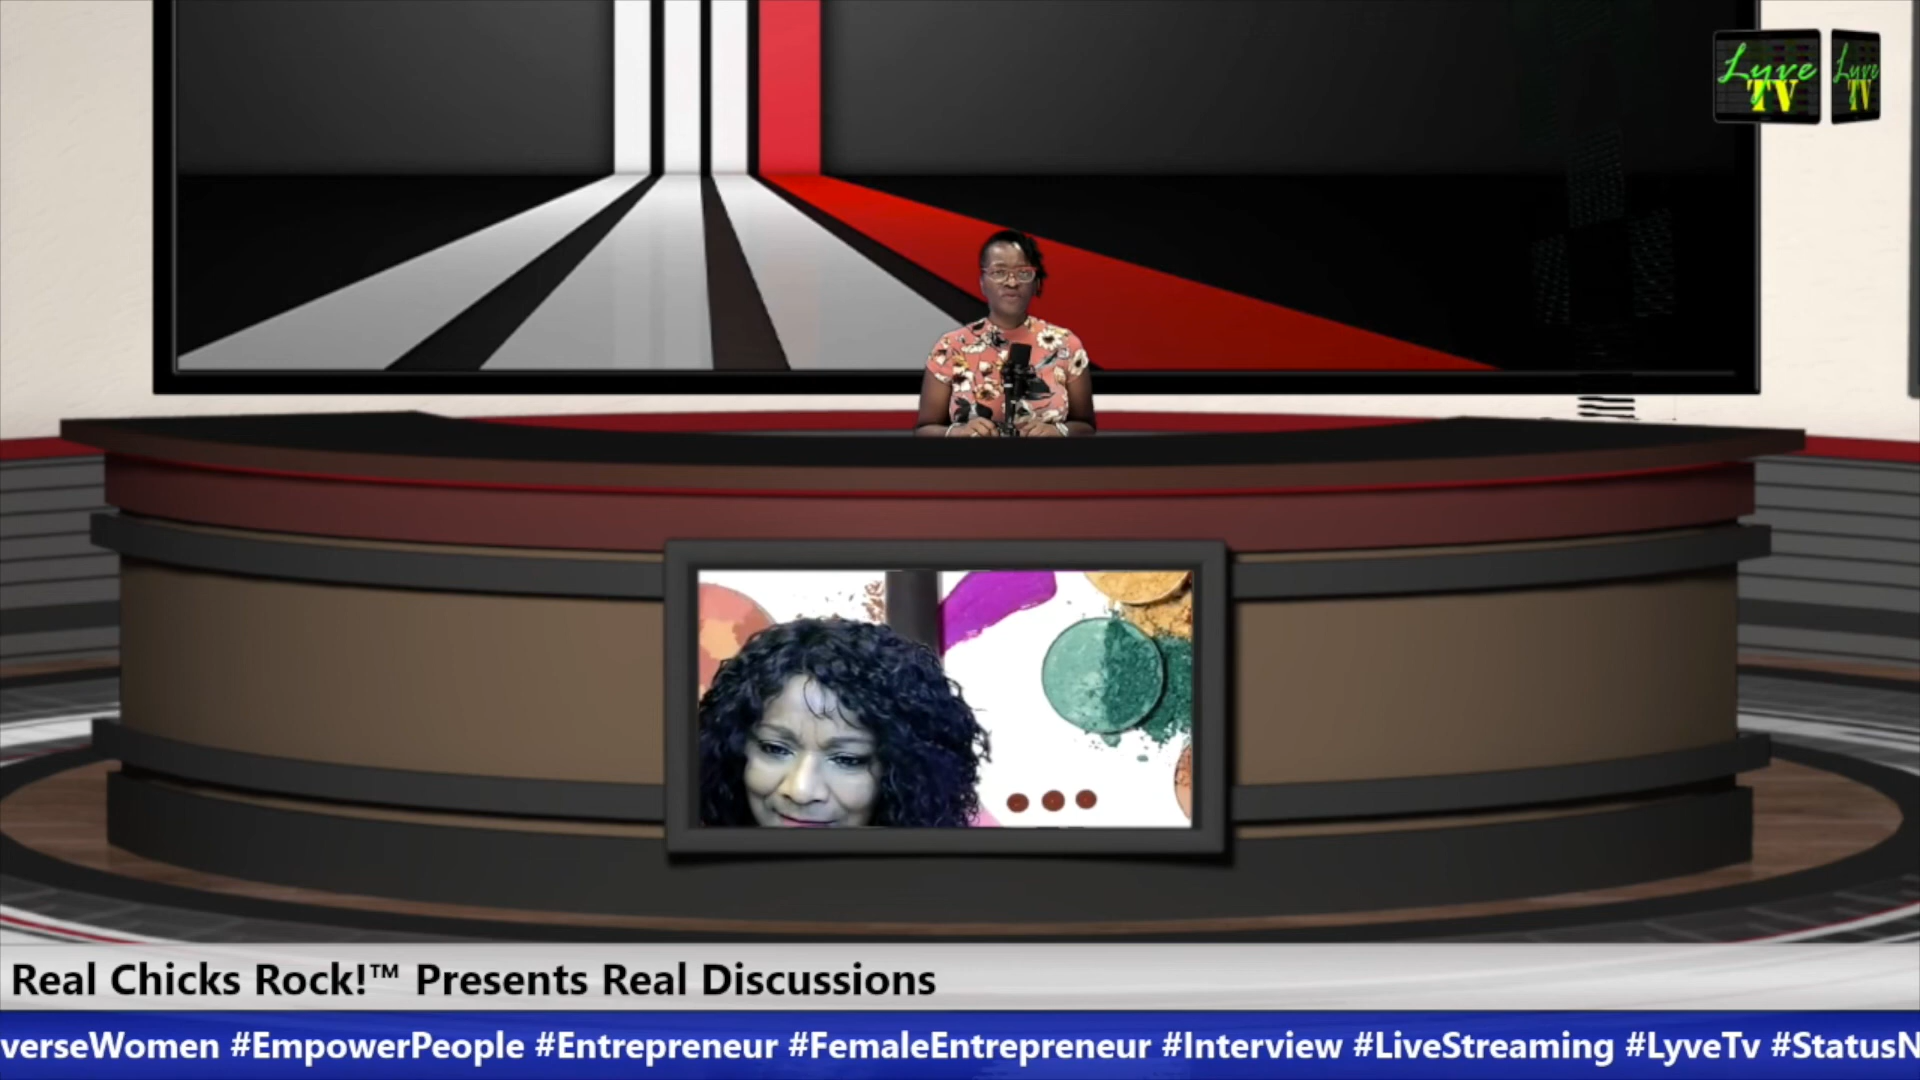 Lyve
TV
Lyve
TV
Real Chicks Rock!™ Presents Real Discussions
verseWomen #EmpowerPeople #Entrepreneur #FemaleEntrepreneur #Interview #LiveStreaming #LyveTv #StatusN